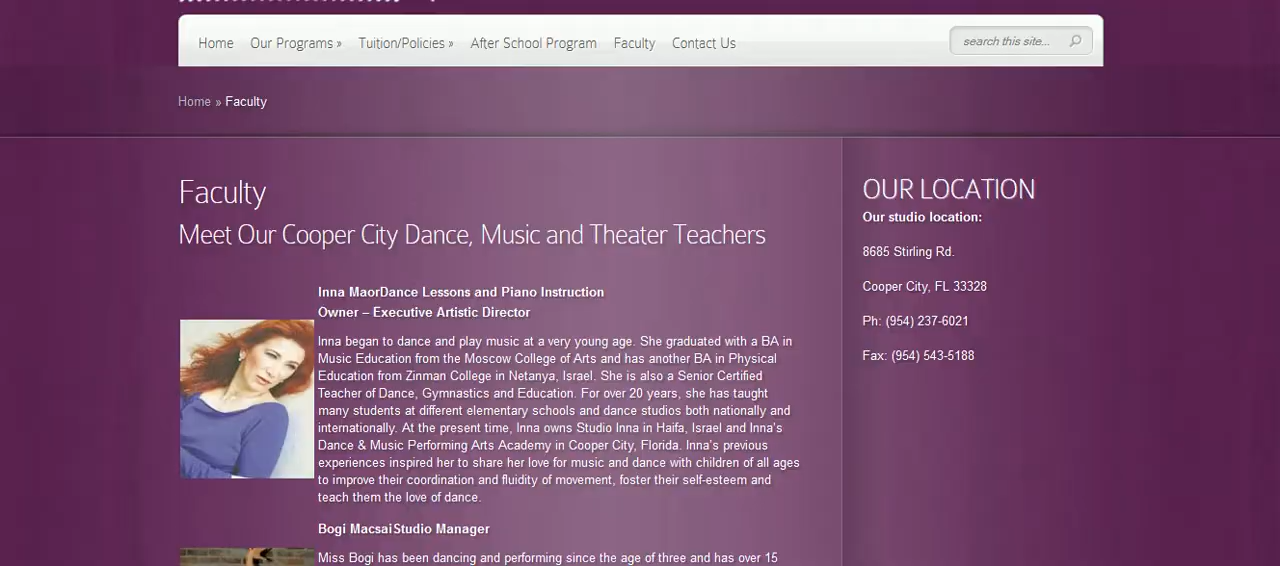 Home
Our Programs »
Tuition/Policies »
After School Program
Faculty
Contact Us
search this site...
Home » Faculty
Faculty
Meet Our Cooper City Dance, Music and Theater Teachers
Inna MaorDance Lessons and Piano Instruction
Owner – Executive Artistic Director
Inna began to dance and play music at a very young age. She graduated with a BA in
Music Education from the Moscow College of Arts and has another BA in Physical
Education from Zinman College in Netanya, Israel. She is also a Senior Certified
Teacher of Dance, Gymnastics and Education. For over 20 years, she has taught
many students at different elementary schools and dance studios both nationally and
internationally. At the present time, Inna owns Studio Inna in Haifa, Israel and Inna's
Dance & Music Performing Arts Academy in Cooper City, Florida. Inna's previous
experiences inspired her to share her love for music and dance with children of all ages
to improve their coordination and fluidity of movement, foster their self-esteem and
teach them the love of dance.
Bogi MacsaiStudio Manager
Miss Bogi has been dancing and performing since the age of three and has over 15
OUR LOCATION
Our studio location:
8685 Stirling Rd.
Cooper City, FL 33328
Ph: (954) 237-6021
Fax: (954) 543-5188